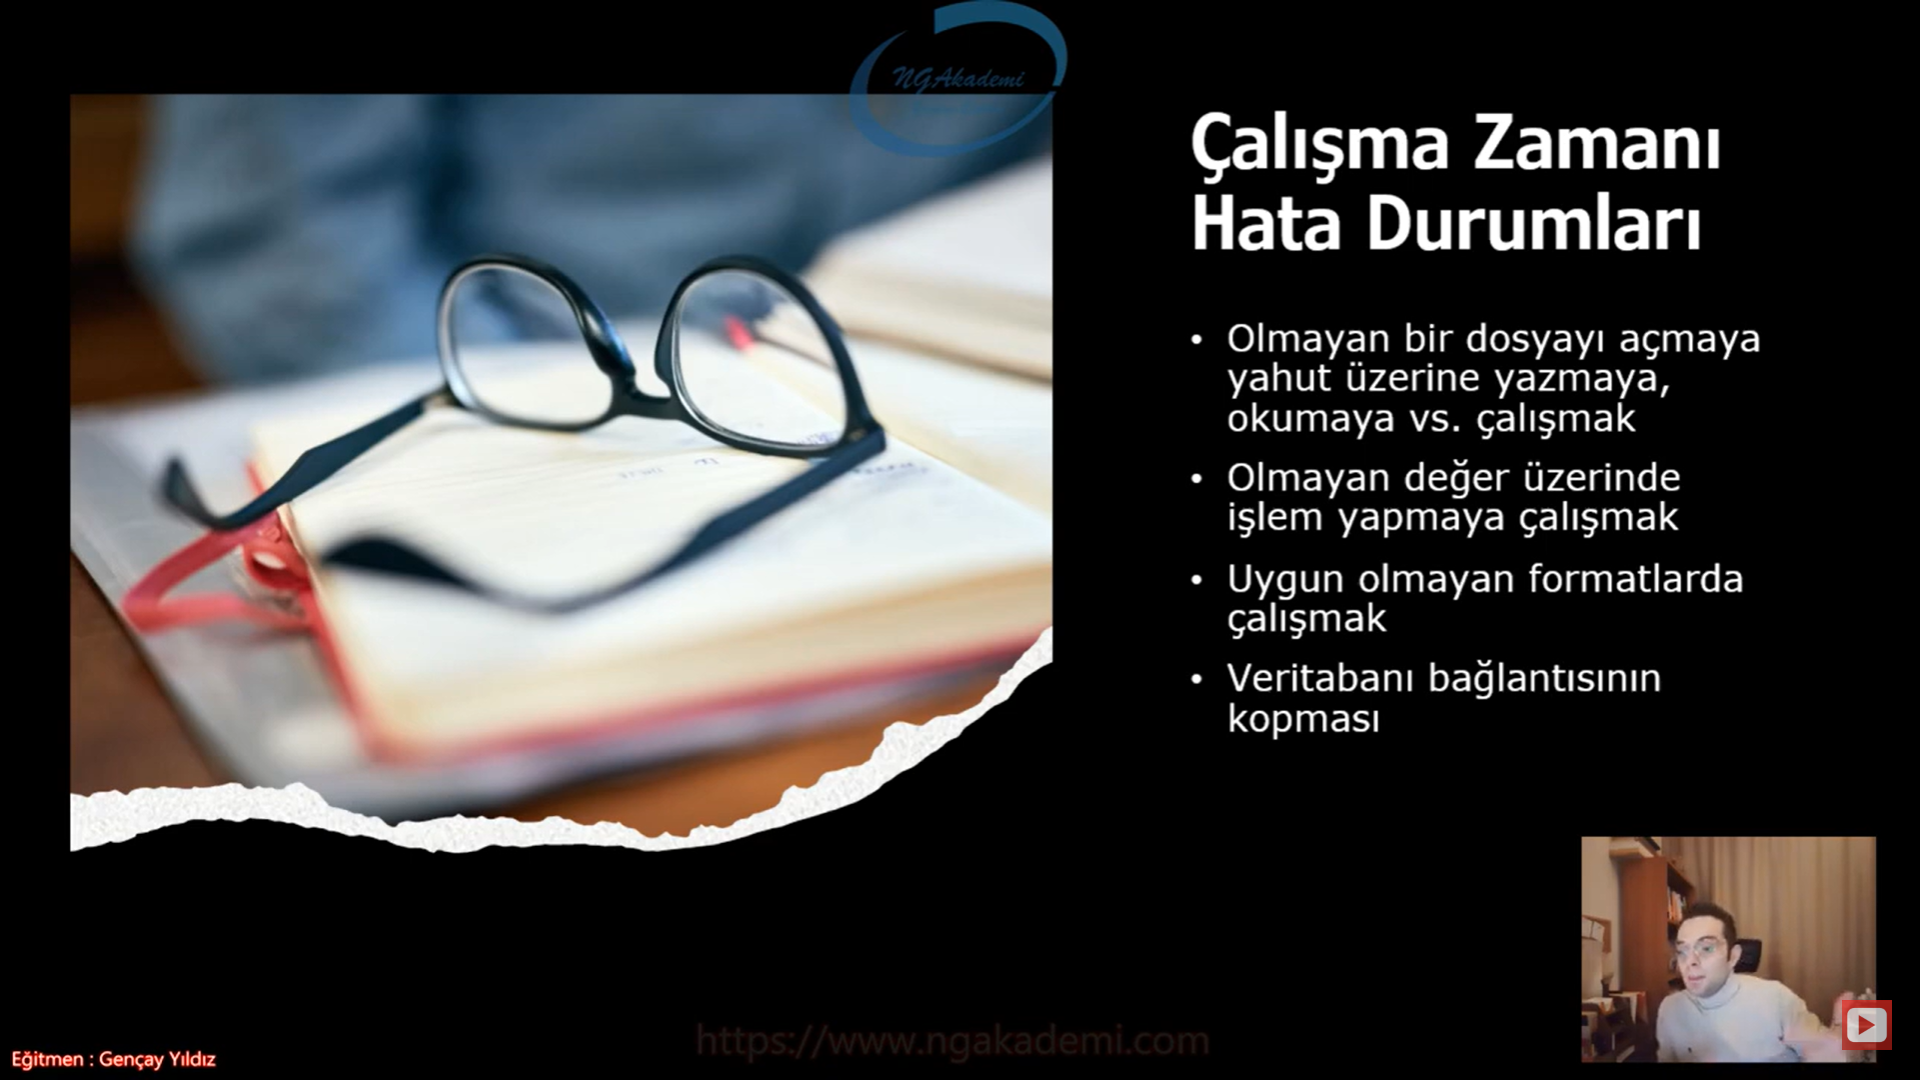 NGAkademi
Çalışma Zamanı
Hata Durumları
• Olmayan bir dosyayı açmaya
yahut üzerine yazmaya,
okumaya vs. çalışmak
• Olmayan değer üzerinde
işlem yapmaya çalışmak
• Uygun olmayan formatlarda
çalışmak
• Veritabanı bağlantısının
kopması
https://www.ngakademi.com
Eğitmen : Gençay Yıldız